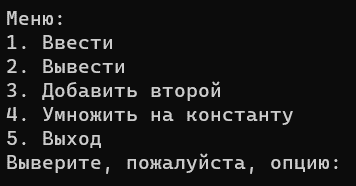 Меню:
1. Ввести
2. Вывести
3. Добавить второй
4. Умножить на константу
5. Выход
Выверите, пожалуйста, опцию: